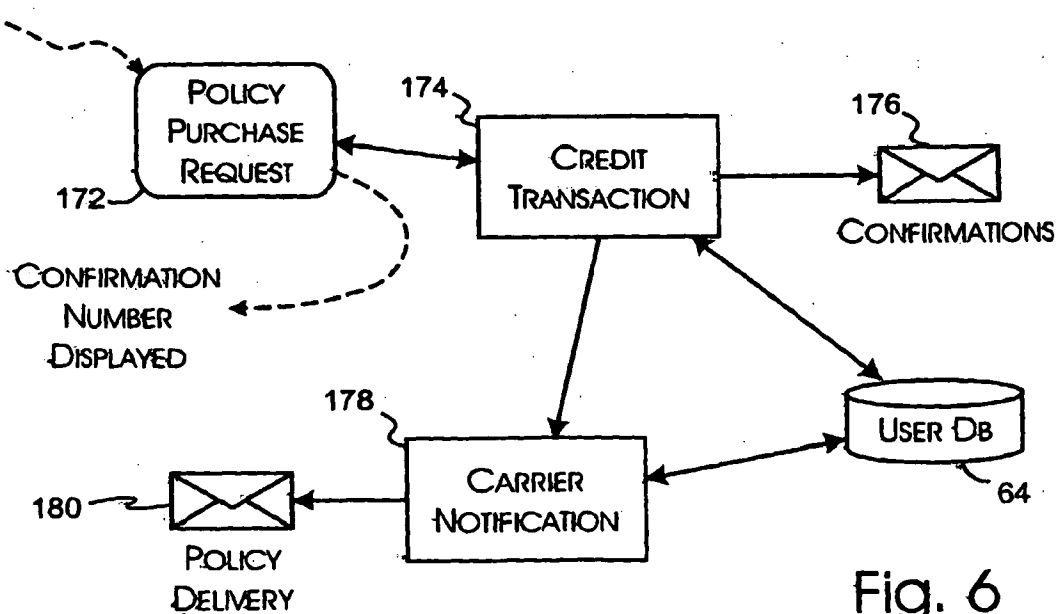 POLICY
PURCHASE
REQUEST
172
174
CREDIT
TRANSACTION
176
CONFIRMATIONS
CONFIRMATION
NUMBER
DISPLAYED
178
CARRIER
NOTIFICATION
USER DB
64
180
POLICY
DELIVERY
Fig. 6